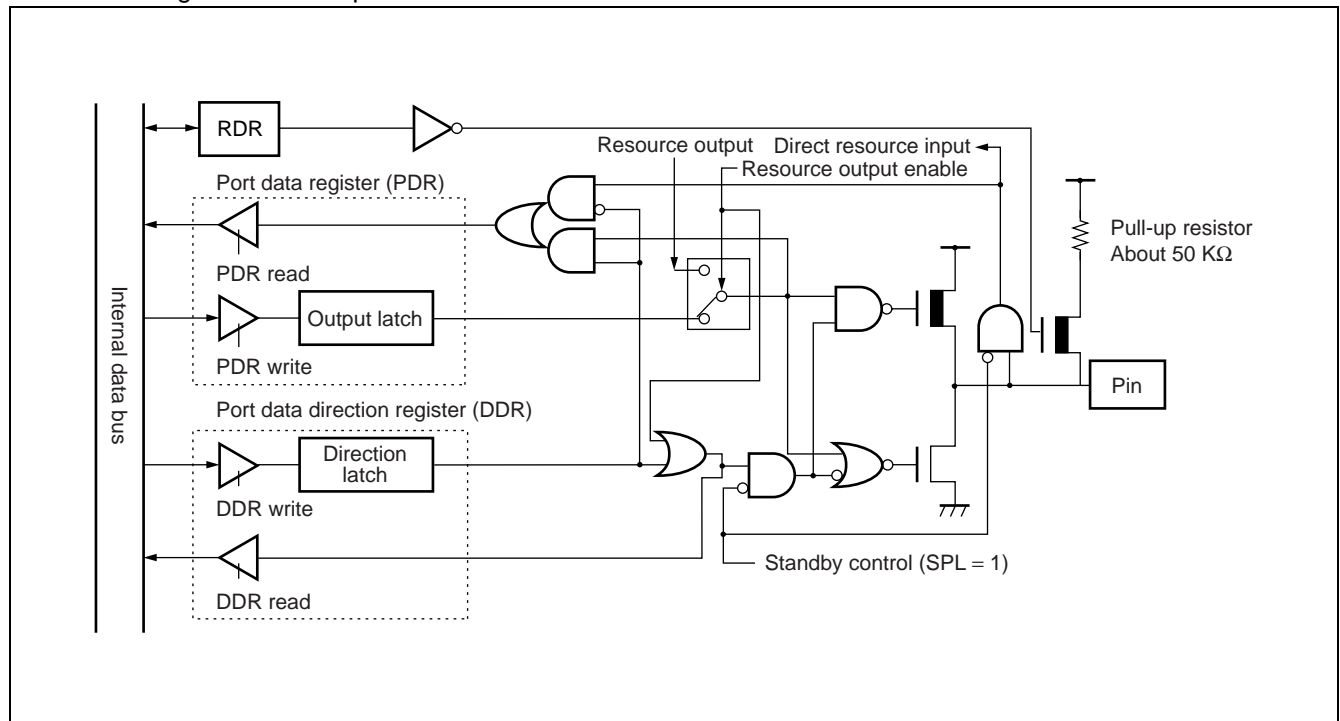 RDR
Resource output
Direct resource input
Resource output enable
Port data register (PDR)
Pull-up resistor
About 50 KΩ
PDR read
Output latch
PDR write
Internal data bus
Pin
Port data direction register (DDR)
Direction
latch
DDR write
Standby control (SPL = 1)
DDR read